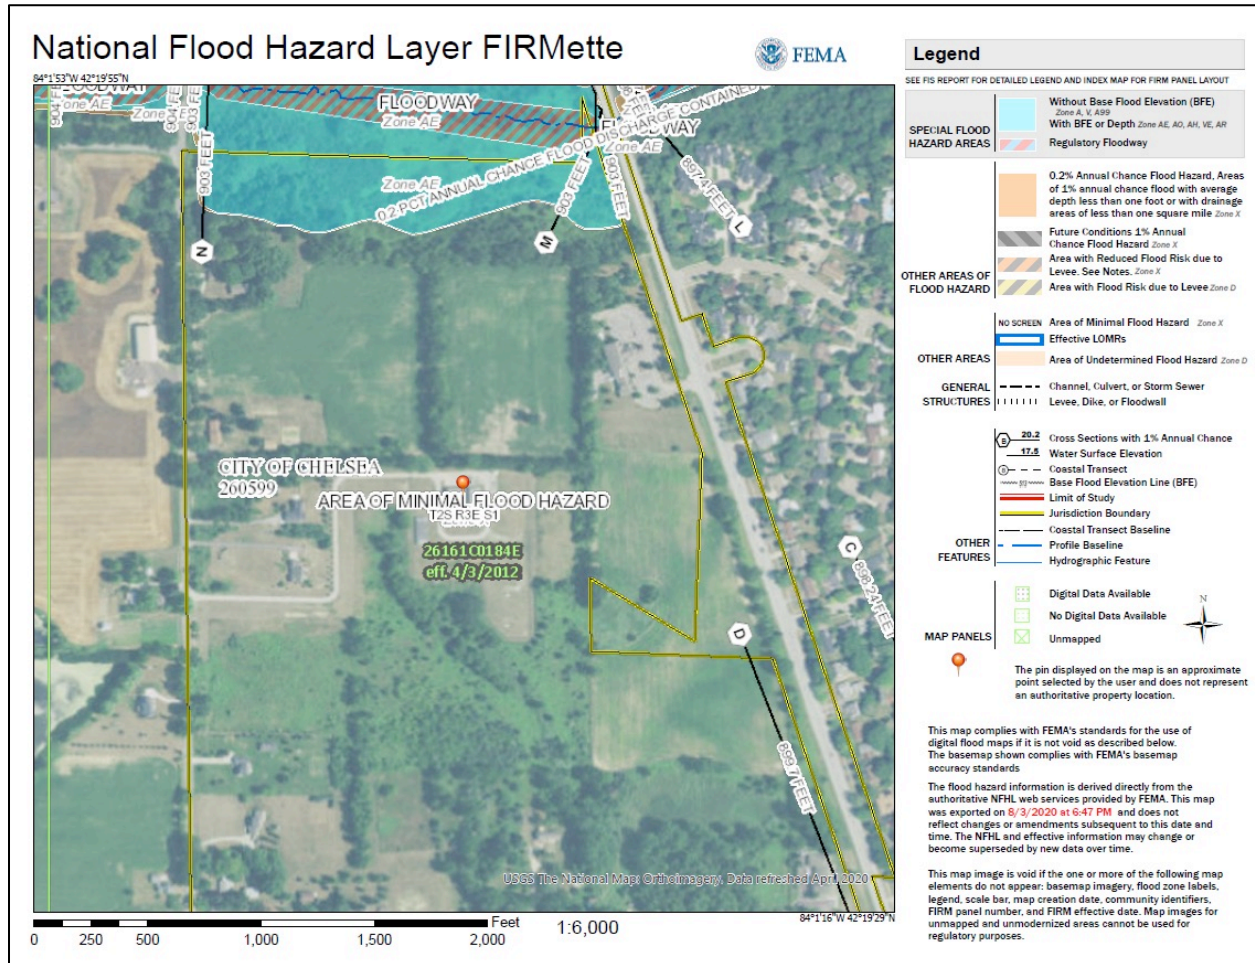 National Flood Hazard Layer FIRMette
FEMA
84°1'53"W 42°19'55"N
FLOODWAY
Zone AE
904 FEET
904 FEET
903 FEET
903 FEET
FLOODWAY
Zone AE
0.2 PCT ANNUAL CHANCE FLOOD DISCHARGE CONTAINED
FLOODWAY
Zone AE
Zone AE
903 FEET
903 FEET
897.4 FEET
L
M
N
CITY OF CHELSEA
260599
AREA OF MINIMAL FLOOD HAZARD
T2S R3E S1
26161C0184E
eff. 4/3/2012
C
898.24 FEET
D
899.7 FEET
USGS The National Map: Orthoimagery. Data refreshed April 2020
84°1'16"W 42°19'29"N
Feet
1:6,000
0 250 500 1,000 1,500 2,000
Legend
SEE FIS REPORT FOR DETAILED LEGEND AND INDEX MAP FOR FIRM PANEL LAYOUT
SPECIAL FLOOD
HAZARD AREAS
Without Base Flood Elevation (BFE)
Zone A, V, A99
With BFE or Depth Zone AE, AO, AH, VE, AR
Regulatory Floodway
OTHER AREAS OF
FLOOD HAZARD
0.2% Annual Chance Flood Hazard, Areas
of 1% annual chance flood with average
depth less than one foot or with drainage
areas of less than one square mile Zone X
Future Conditions 1% Annual
Chance Flood Hazard Zone X
Area with Reduced Flood Risk due to
Levee. See Notes. Zone X
Area with Flood Risk due to Levee Zone D
OTHER AREAS
NO SCREEN Area of Minimal Flood Hazard Zone X
Effective LOMRs
Area of Undetermined Flood Hazard Zone D
GENERAL
STRUCTURES
Channel, Culvert, or Storm Sewer
Levee, Dike, or Floodwall
OTHER
FEATURES
B 20.2 Cross Sections with 1% Annual Chance
17.5 Water Surface Elevation
8 Coastal Transect
513 Base Flood Elevation Line (BFE)
Limit of Study
Jurisdiction Boundary
Coastal Transect Baseline
Profile Baseline
Hydrographic Feature
MAP PANELS
Digital Data Available
No Digital Data Available
Unmapped
N
The pin displayed on the map is an approximate
point selected by the user and does not represent
an authoritative property location.
This map complies with FEMA's standards for the use of
digital flood maps if it is not void as described below.
The basemap shown complies with FEMA's basemap
accuracy standards
The flood hazard information is derived directly from the
authoritative NFHL web services provided by FEMA. This map
was exported on 8/3/2020 at 6:47 PM and does not
reflect changes or amendments subsequent to this date and
time. The NFHL and effective information may change or
become superseded by new data over time.
This map image is void if the one or more of the following map
elements do not appear: basemap imagery, flood zone labels,
legend, scale bar, map creation date, community identifiers,
FIRM panel number, and FIRM effective date. Map images for
unmapped and unmodernized areas cannot be used for
regulatory purposes.